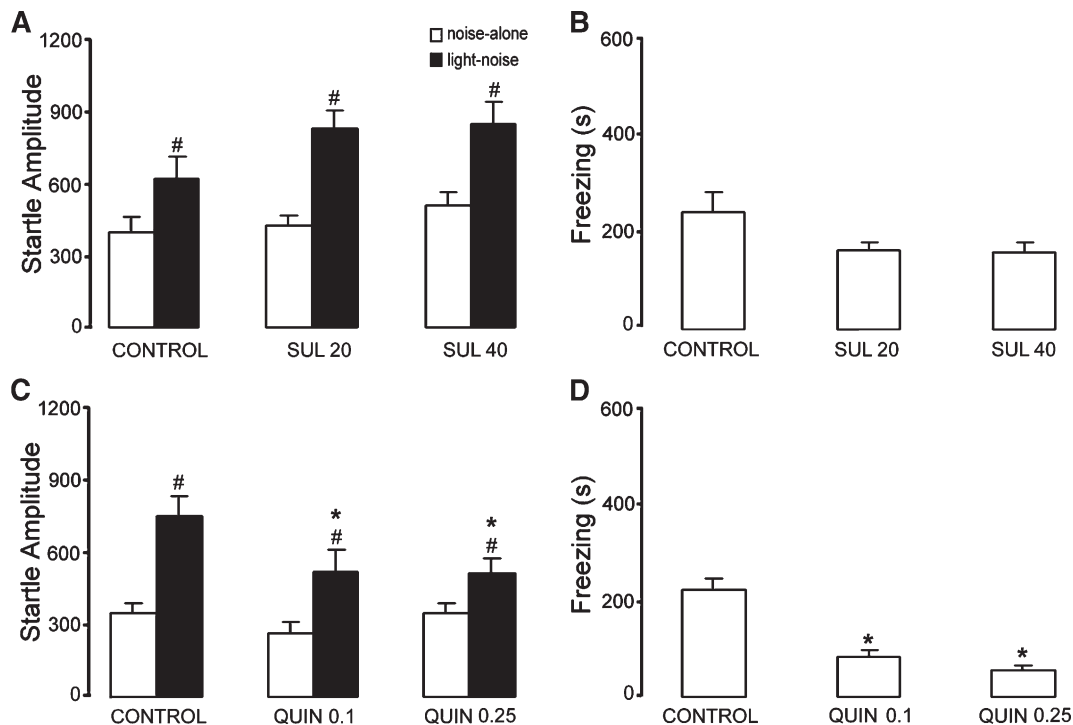 A
1200
900
600
300
0
Startle Amplitude
noise-alone
light-noise
#
#
#
CONTROL
SUL 20
SUL 40
B
600
400
200
0
Freezing (s)
CONTROL
SUL 20
SUL 40
C
1200
900
600
300
0
Startle Amplitude
#
*
#
*
#
CONTROL
QUIN 0.1
QUIN 0.25
D
600
400
200
0
Freezing (s)
*
*
CONTROL
QUIN 0.1
QUIN 0.25